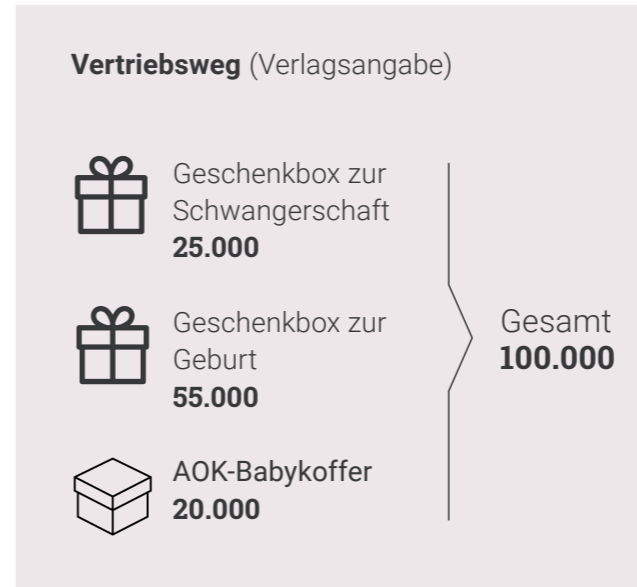 Vertriebsweg (Verlagsangabe)
Geschenkbox zur
Schwangerschaft
25.000
Geschenkbox zur
Geburt
55.000
AOK-Babykoffer
20.000
Gesamt
100.000